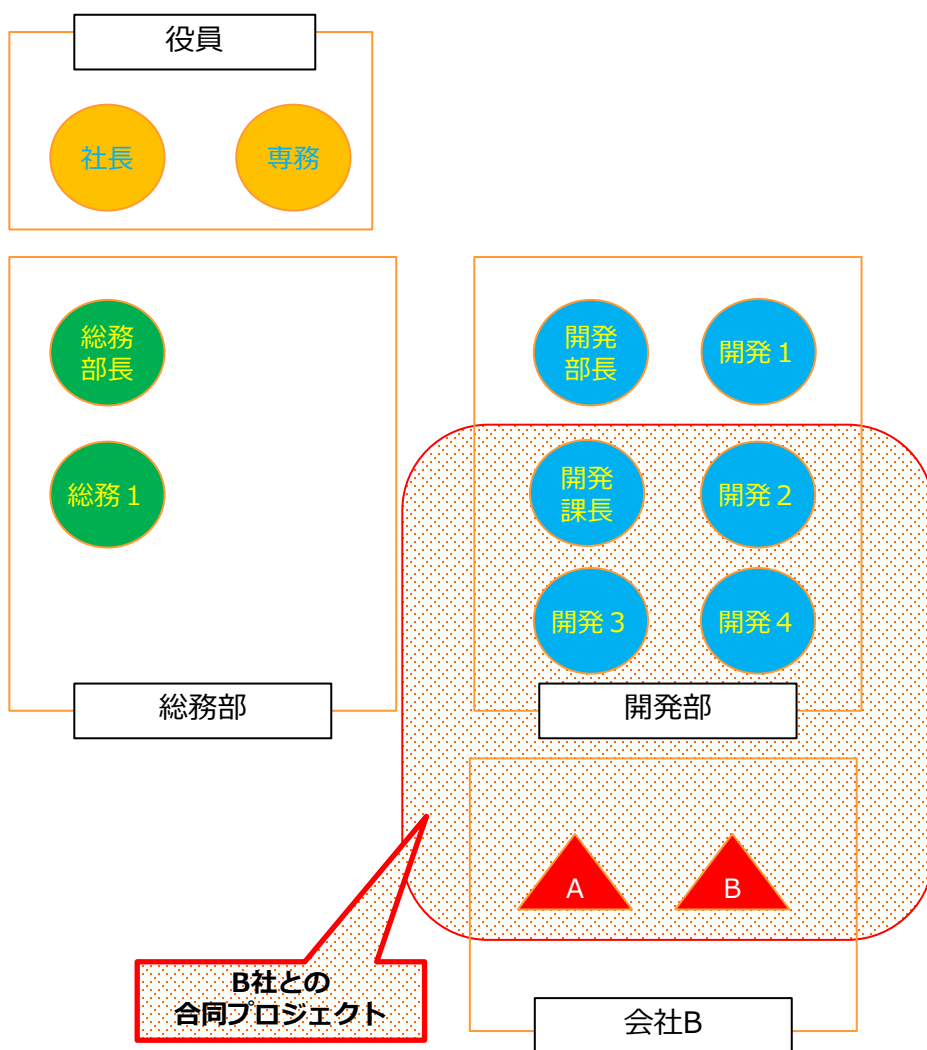 役員
社長
専務
総務
部長
総務１
総務部
開発
部長
開発１
開発
課長
開発２
開発３
開発４
開発部
A
B
B社との
合同プロジェクト
会社B